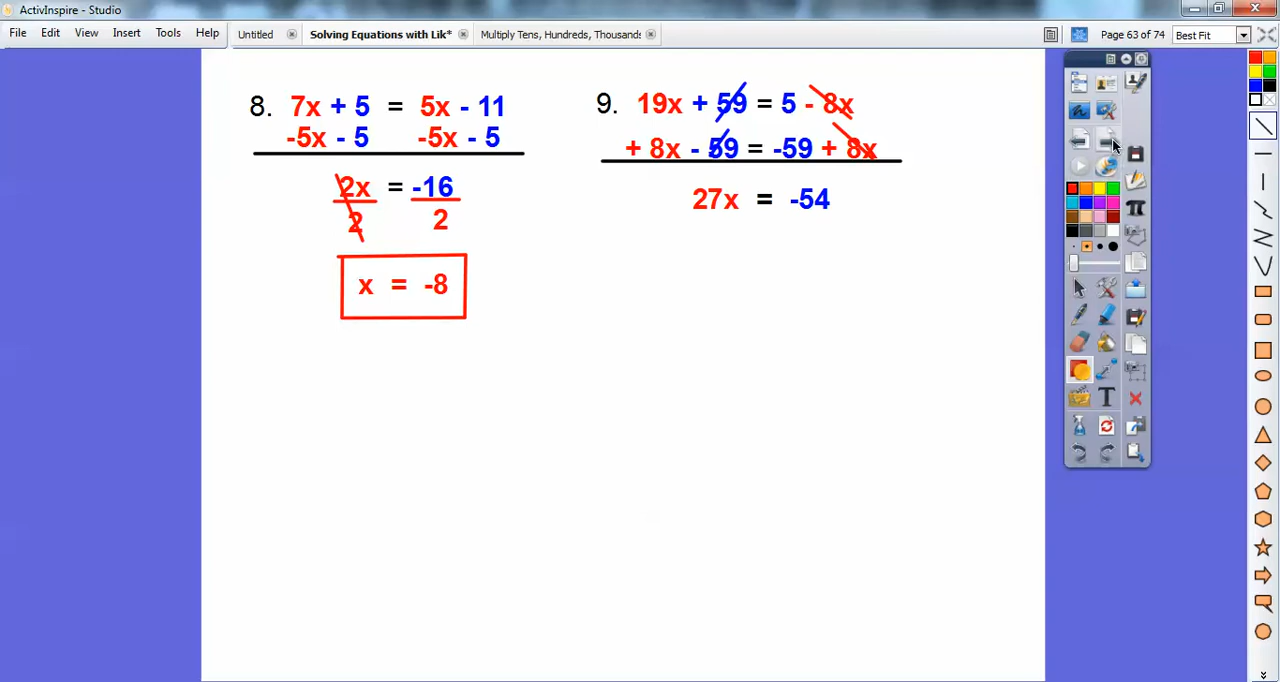 ActivInspire - Studio
File Edit View Insert Tools Help
Untitled Solving Equations with Lik* Multiply Tens, Hundreds, Thousands
Page 63 of 74 Best Fit
8. 7x + 5 = 5x - 11
-5x - 5 -5x - 5
2x = -16
2 2
x = -8
9. 19x + 59 = 5 - 8x
+ 8x - 59 = -59 + 8x
27x = -54